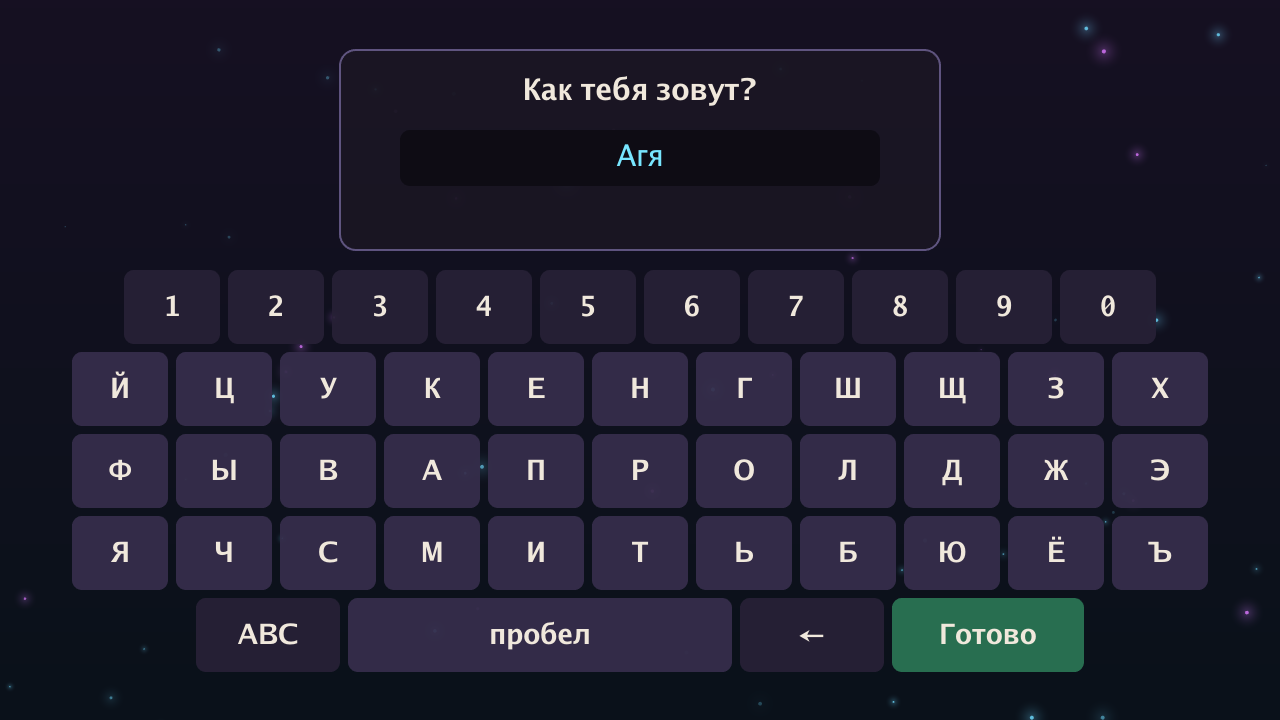 Как тебя зовут?
Агя
1 2 3 4 5 6 7 8 9 0
Й Ц У К Е Н Г Ш Щ З Х
Ф Ы В А П Р О Л Д Ж Э
Я Ч С М И Т Ь Б Ю Ё Ъ
ABC пробел ← Готово